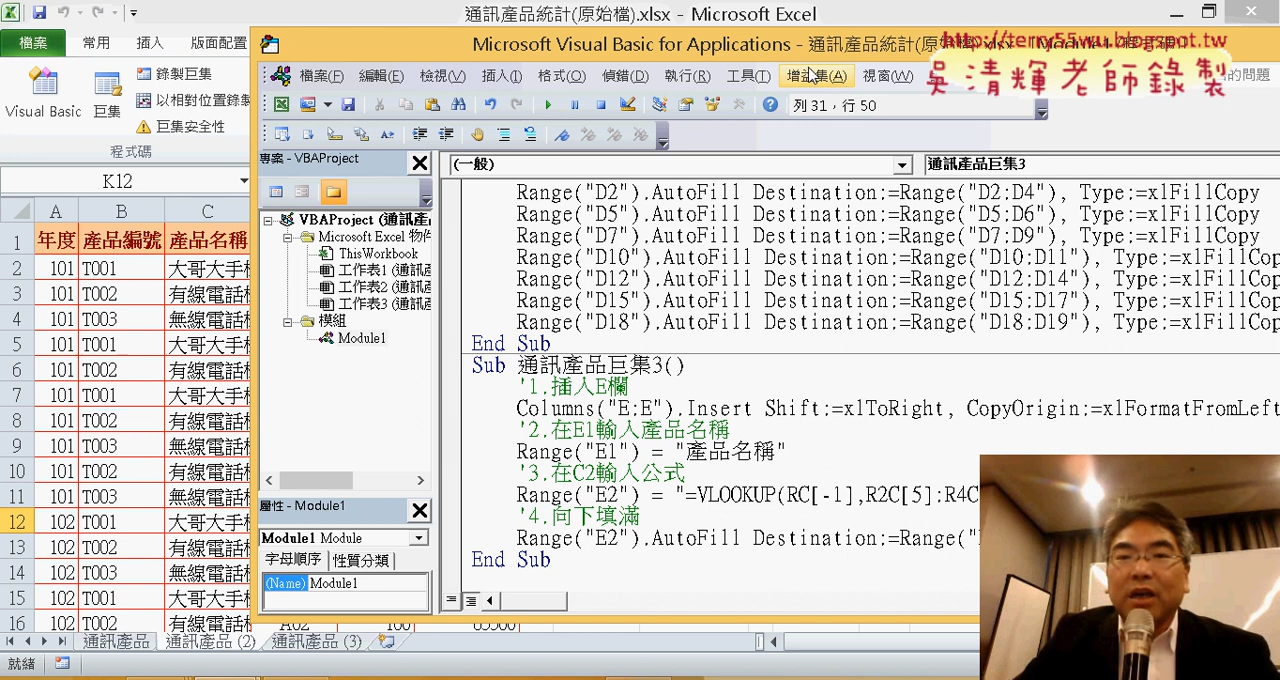 通訊產品統計(原始檔).xlsx - Microsoft Excel
檔案 常用 插入 版面配置
Visual Basic 巨集 錄製巨集
以相對位置錄製
巨集安全性
程式碼
的問題
K12
A B C
1 年度 產品編號 產品名稱
2 101 T001 大哥大手機
3 101 T002 有線電話機
4 101 T003 無線電話機
5 101 T001 大哥大手機
6 101 T002 有線電話機
7 101 T001 大哥大手機
8 101 T002 有線電話機
9 101 T003 無線電話機
10 101 T002 有線電話機
11 101 T003 無線電話機
12 102 T001 大哥大手機
13 102 T002 有線電話機
14 102 T003 無線電話機
15 102 T001 大哥大手機
16 102 T002 有線電話機
通訊產品 通訊產品 (2) 通訊產品 (3)
就緒
Microsoft Visual Basic for Applications - 通訊產品統計(原
http://terry55wu.blogspot.tw
吳清輝老師錄製
檔案(F) 編輯(E) 檢視(V) 插入(I) 格式(O) 偵錯(D) 執行(R) 工具(T) 增益集(A) 視窗(W)
列 31，行 50
專案 - VBAProject
VBAProject (通訊產
Microsoft Excel 物件
ThisWorkbook
工作表1 (通訊產
工作表2 (通訊產
工作表3 (通訊產
模組
Module1
屬性 - Module1
Module1 Module
字母順序 性質分類
(Name) Module1
(一般) 通訊產品巨集3
Range("D2").AutoFill Destination:=Range("D2:D4"), Type:=xlFillCopy
Range("D5").AutoFill Destination:=Range("D5:D6"), Type:=xlFillCopy
Range("D7").AutoFill Destination:=Range("D7:D9"), Type:=xlFillCopy
Range("D10").AutoFill Destination:=Range("D10:D11"), Type:=xlFillCop
Range("D12").AutoFill Destination:=Range("D12:D14"), Type:=xlFillCop
Range("D15").AutoFill Destination:=Range("D15:D17"), Type:=xlFillCop
Range("D18").AutoFill Destination:=Range("D18:D19"), Type:=xlFillCop
End Sub
Sub 通訊產品巨集3()
'1.插入E欄
Columns("E:E").Insert Shift:=xlToRight, CopyOrigin:=xlFormatFromLeft
'2.在E1輸入產品名稱
Range("E1") = "產品名稱"
'3.在C2輸入公式
Range("E2") = "=VLOOKUP(RC[-1],R2C[5]:R4C
'4.向下填滿
Range("E2").AutoFill Destination:=Range("
End Sub